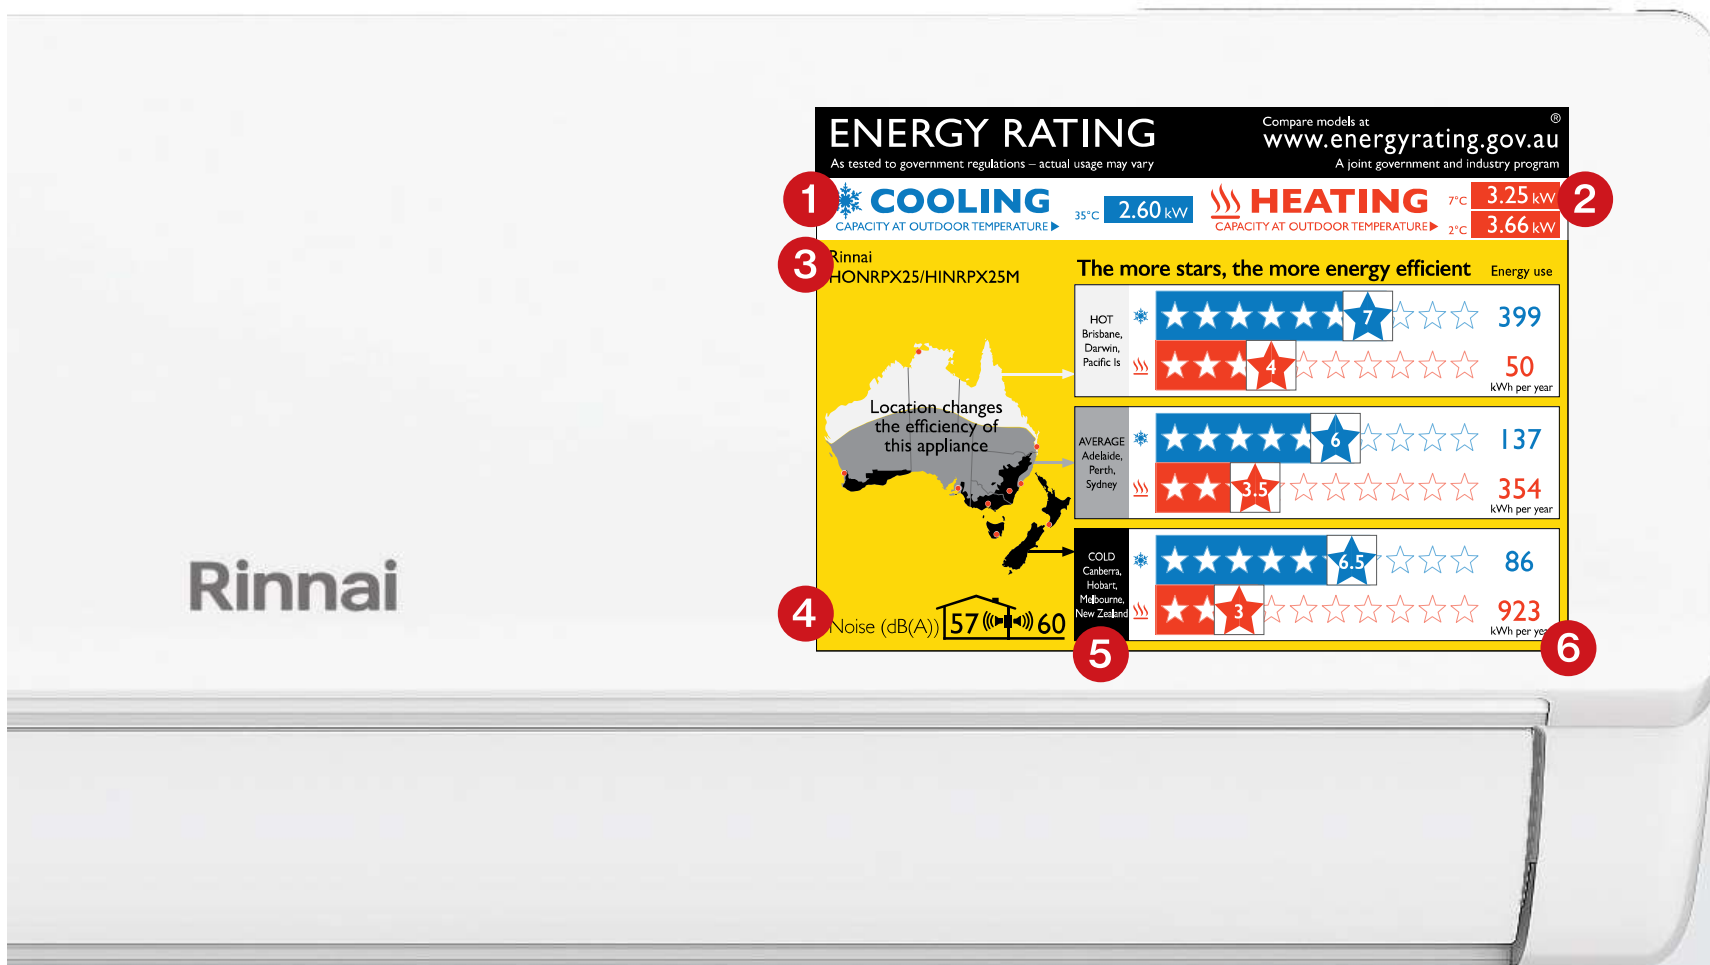 ENERGY RATING
As tested to government regulations – actual usage may vary
Compare models at
®
www.energyrating.gov.au
A joint government and industry program
1
COOLING
CAPACITY AT OUTDOOR TEMPERATURE
35°C 2.60 kW
HEATING
CAPACITY AT OUTDOOR TEMPERATURE
7°C 3.25 kW
2°C 3.66 kW
2
3
Rinnai
HONRPX25/HINRPX25M
The more stars, the more energy efficient
Energy use
Location changes
the efficiency of
this appliance
HOT
Brisbane,
Darwin,
Pacific Is
7
399
4
50
kWh per year
AVERAGE
Adelaide,
Perth,
Sydney
6
137
3.5
354
kWh per year
COLD
Canberra,
Hobart,
Melbourne,
New Zealand
6.5
86
3
923
kWh per year
4
Noise (dB(A)) 57 60
5
6
Rinnai